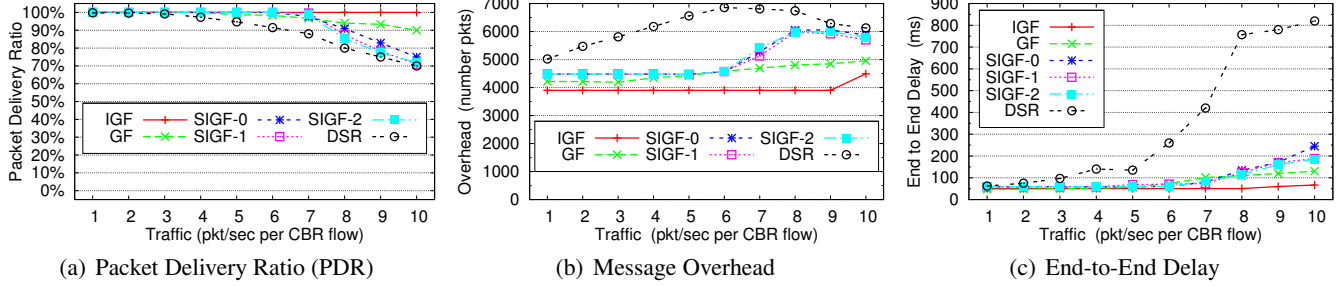 100%
90%
80%
70%
60%
50%
40%
30%
20%
10%
0%
Packet Delivery Ratio
IGF SIGF-0 SIGF-2
GF SIGF-1 DSR
1 2 3 4 5 6 7 8 9 10
Traffic (pkt/sec per CBR flow)
(a) Packet Delivery Ratio (PDR)
7000
6000
5000
4000
3000
2000
1000
0
Overhead (number pkts)
IGF SIGF-0 SIGF-2
GF SIGF-1 DSR
1 2 3 4 5 6 7 8 9 10
Traffic (pkt/sec per CBR flow)
(b) Message Overhead
900
800
700
600
500
400
300
200
100
0
End to End Delay (ms)
IGF
GF
SIGF-0
SIGF-1
SIGF-2
DSR
1 2 3 4 5 6 7 8 9 10
Traffic (pkt/sec per CBR flow)
(c) End-to-End Delay